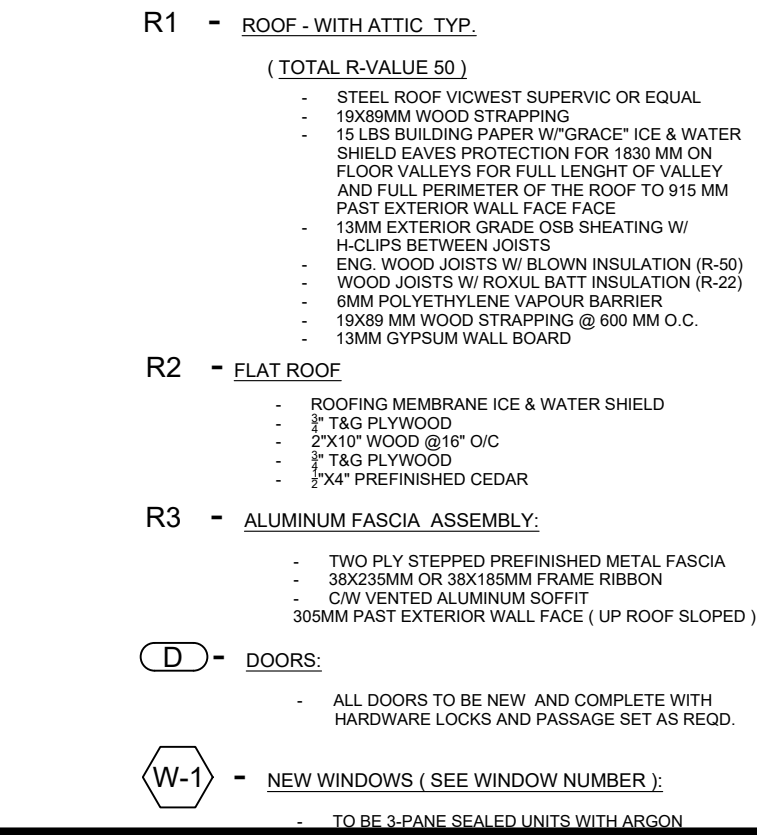 R1 - ROOF - WITH ATTIC TYP.
( TOTAL R-VALUE 50 )
- STEEL ROOF VICWEST SUPERVIC OR EQUAL
- 19X89MM WOOD STRAPPING
- 15 LBS BUILDING PAPER W/"GRACE" ICE & WATER
SHIELD EAVES PROTECTION FOR 1830 MM ON
FLOOR VALLEYS FOR FULL LENGHT OF VALLEY
AND FULL PERIMETER OF THE ROOF TO 915 MM
PAST EXTERIOR WALL FACE FACE
- 13MM EXTERIOR GRADE OSB SHEATING W/
H-CLIPS BETWEEN JOISTS
- ENG. WOOD JOISTS W/ BLOWN INSULATION (R-50)
- WOOD JOISTS W/ ROXUL BATT INSULATION (R-22)
- 6MM POLYETHYLENE VAPOUR BARRIER
- 19X89 MM WOOD STRAPPING @ 600 MM O.C.
- 13MM GYPSUM WALL BOARD
R2 - FLAT ROOF
- ROOFING MEMBRANE ICE & WATER SHIELD
- 3/4" T&G PLYWOOD
- 2"X10" WOOD @16" O/C
- 3/4" T&G PLYWOOD
- 1/2"X4" PREFINISHED CEDAR
R3 - ALUMINUM FASCIA ASSEMBLY:
- TWO PLY STEPPED PREFINISHED METAL FASCIA
- 38X235MM OR 38X185MM FRAME RIBBON
- C/W VENTED ALUMINUM SOFFIT
305MM PAST EXTERIOR WALL FACE ( UP ROOF SLOPED )
D - DOORS:
- ALL DOORS TO BE NEW AND COMPLETE WITH
HARDWARE LOCKS AND PASSAGE SET AS REQD.
W-1 - NEW WINDOWS ( SEE WINDOW NUMBER ):
- TO BE 3-PANE SEALED UNITS WITH ARGON